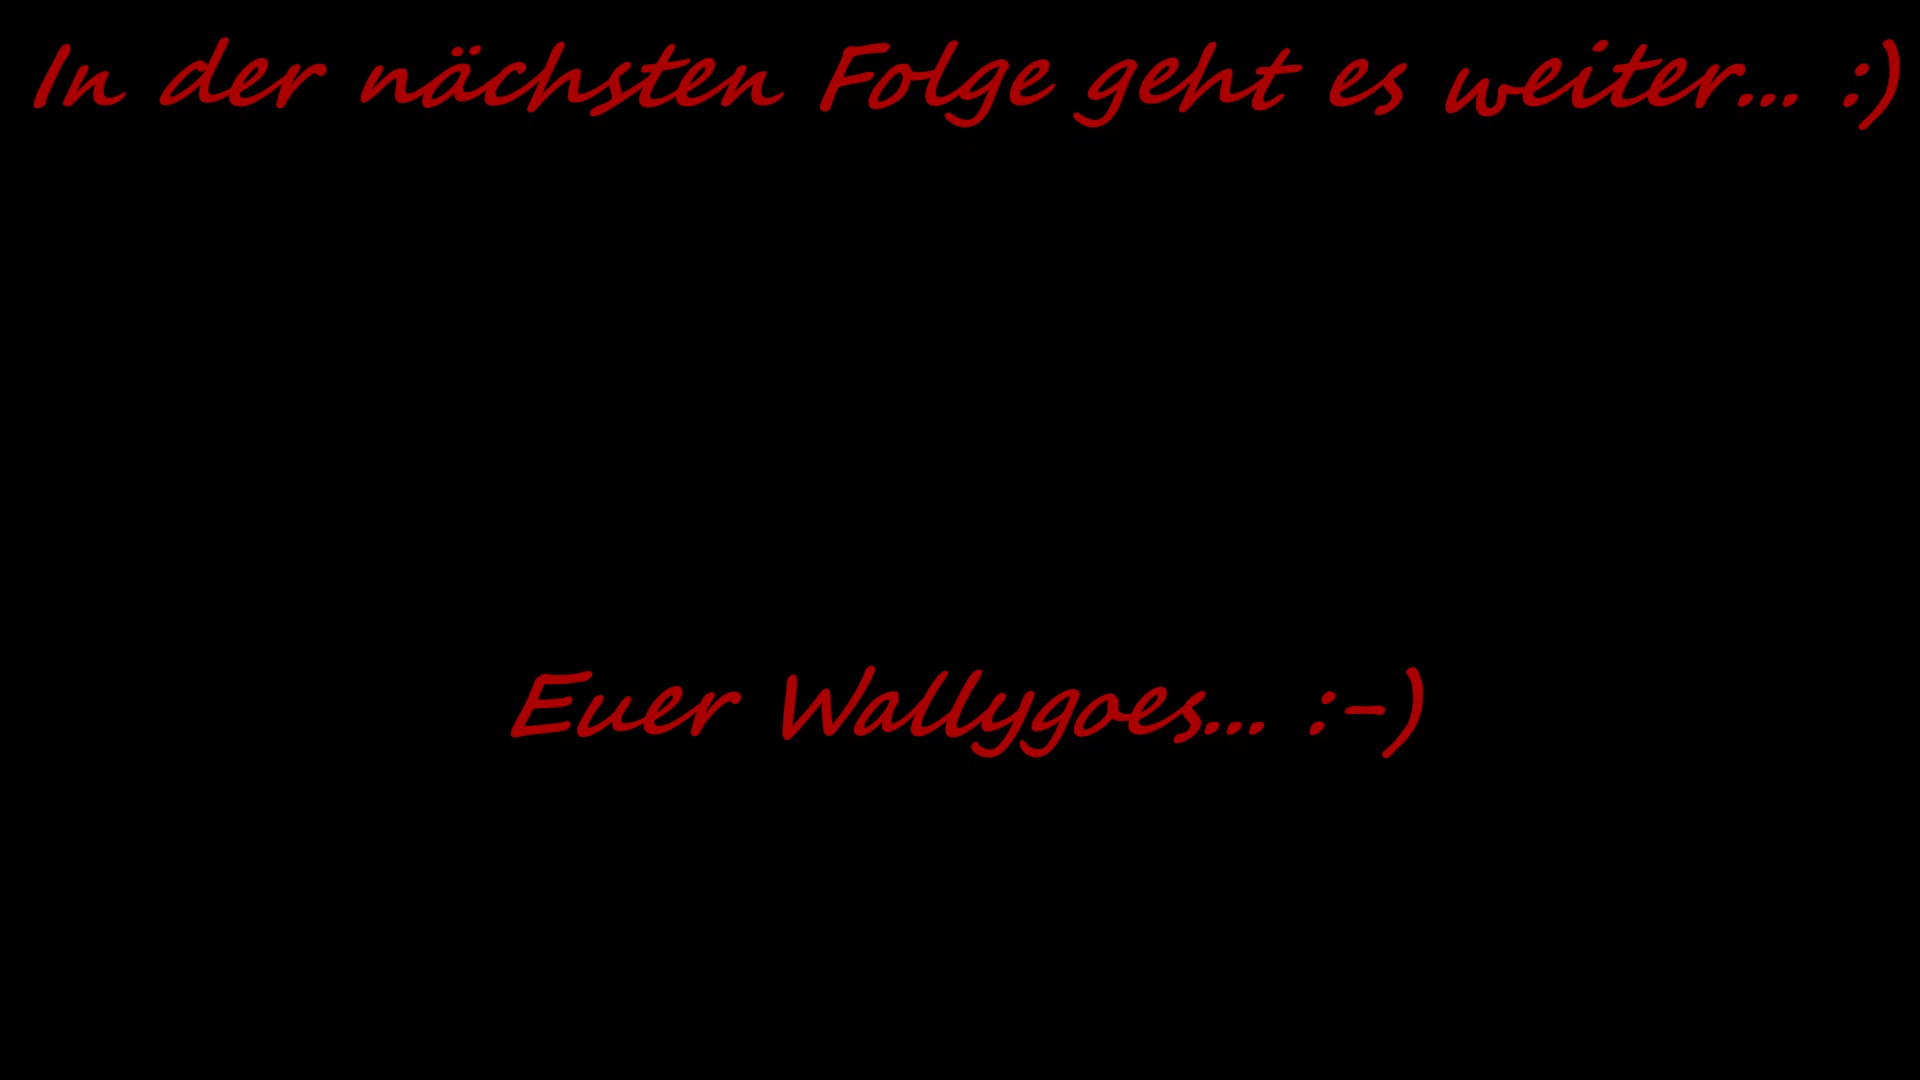 In der nächsten Folge geht es weiter... :)
Euer Wallygoes... :-)